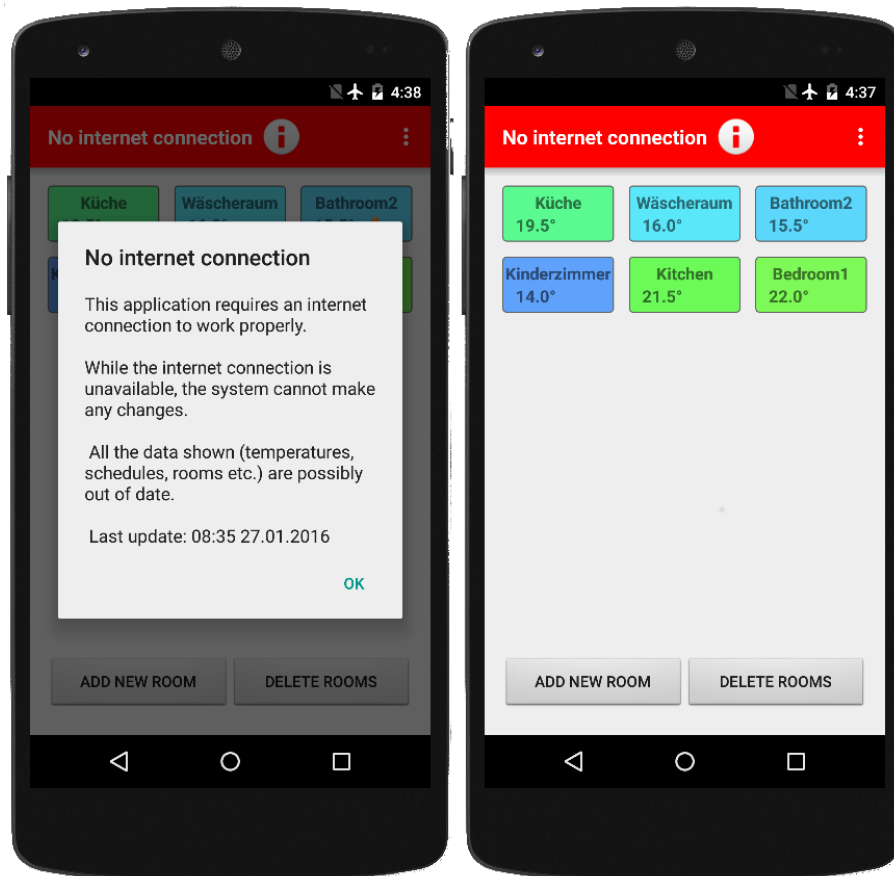 4:38
No internet connection
Küche Wäscheraum Bathroom2
No internet connection
This application requires an internet
connection to work properly.
While the internet connection is
unavailable, the system cannot make
any changes.
All the data shown (temperatures,
schedules, rooms etc.) are possibly
out of date.
Last update: 08:35 27.01.2016
OK
ADD NEW ROOM DELETE ROOMS
4:37
No internet connection
Küche Wäscheraum Bathroom2
19.5° 16.0° 15.5°
Kinderzimmer Kitchen Bedroom1
14.0° 21.5° 22.0°
ADD NEW ROOM DELETE ROOMS